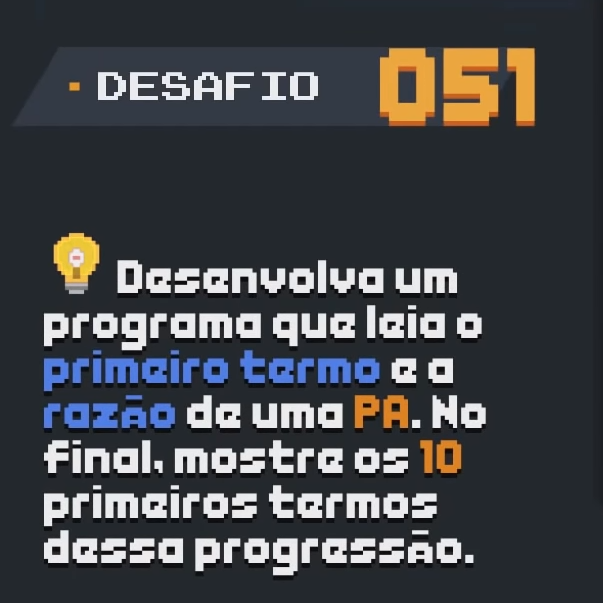 DESAFIO 051
Desenvolva um
programa que leia o
primeiro termo e a
razão de uma PA. No
final, mostre os 10
primeiros termos
dessa progressão.